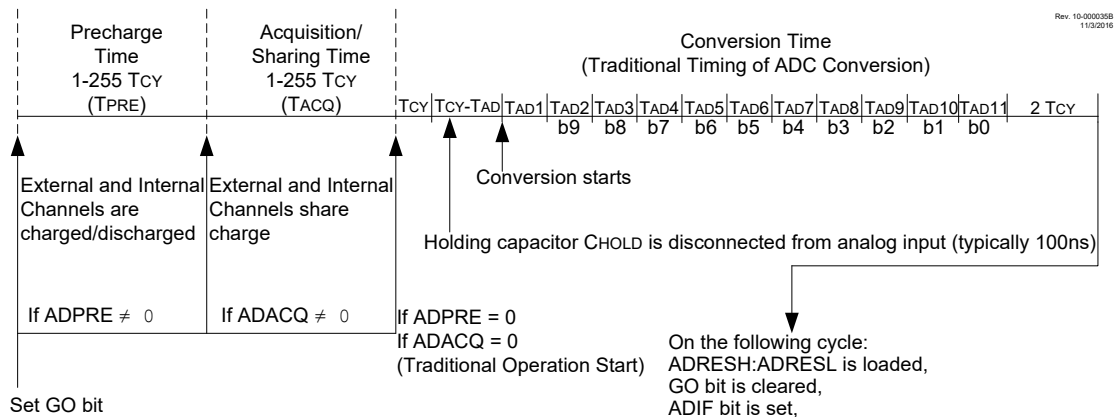 Rev. 10-000035B
11/3/2016
Precharge
Time
1-255 TCY
(TPRE)
Acquisition/
Sharing Time
1-255 TCY
(TACQ)
Conversion Time
(Traditional Timing of ADC Conversion)
TCY TCY-TAD TAD1 TAD2 TAD3 TAD4 TAD5 TAD6 TAD7 TAD8 TAD9 TAD10 TAD11 2 TCY
b9 b8 b7 b6 b5 b4 b3 b2 b1 b0
External and Internal
Channels are
charged/discharged
External and Internal
Channels share
charge
Conversion starts
Holding capacitor CHOLD is disconnected from analog input (typically 100ns)
If ADPRE ≠ 0
If ADACQ ≠ 0
If ADPRE = 0
If ADACQ = 0
(Traditional Operation Start)
On the following cycle:
ADRESH:ADRESL is loaded,
GO bit is cleared,
ADIF bit is set,
Set GO bit